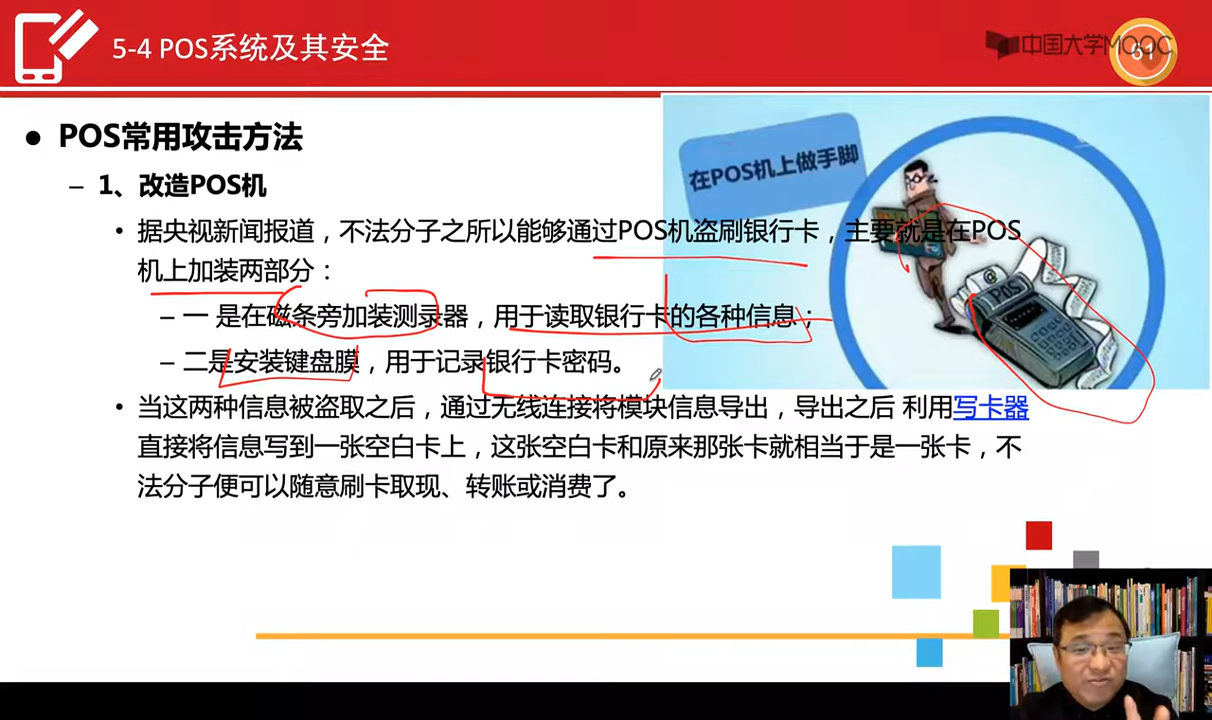 5-4 POS系统及其安全
中国大学MOOC
61
POS常用攻击方法
1、改造POS机
在POS机上做手脚
据央视新闻报道，不法分子之所以能够通过POS机盗刷银行卡，主要就是在POS
机上加装两部分：
一 是在磁条旁加装测录器，用于读取银行卡的各种信息；
二是安装键盘膜，用于记录银行卡密码。
@
POS
当这两种信息被盗取之后，通过无线连接将模块信息导出，导出之后 利用写卡器
直接将信息写到一张空白卡上，这张空白卡和原来那张卡就相当于是一张卡，不
法分子便可以随意刷卡取现、转账或消费了。